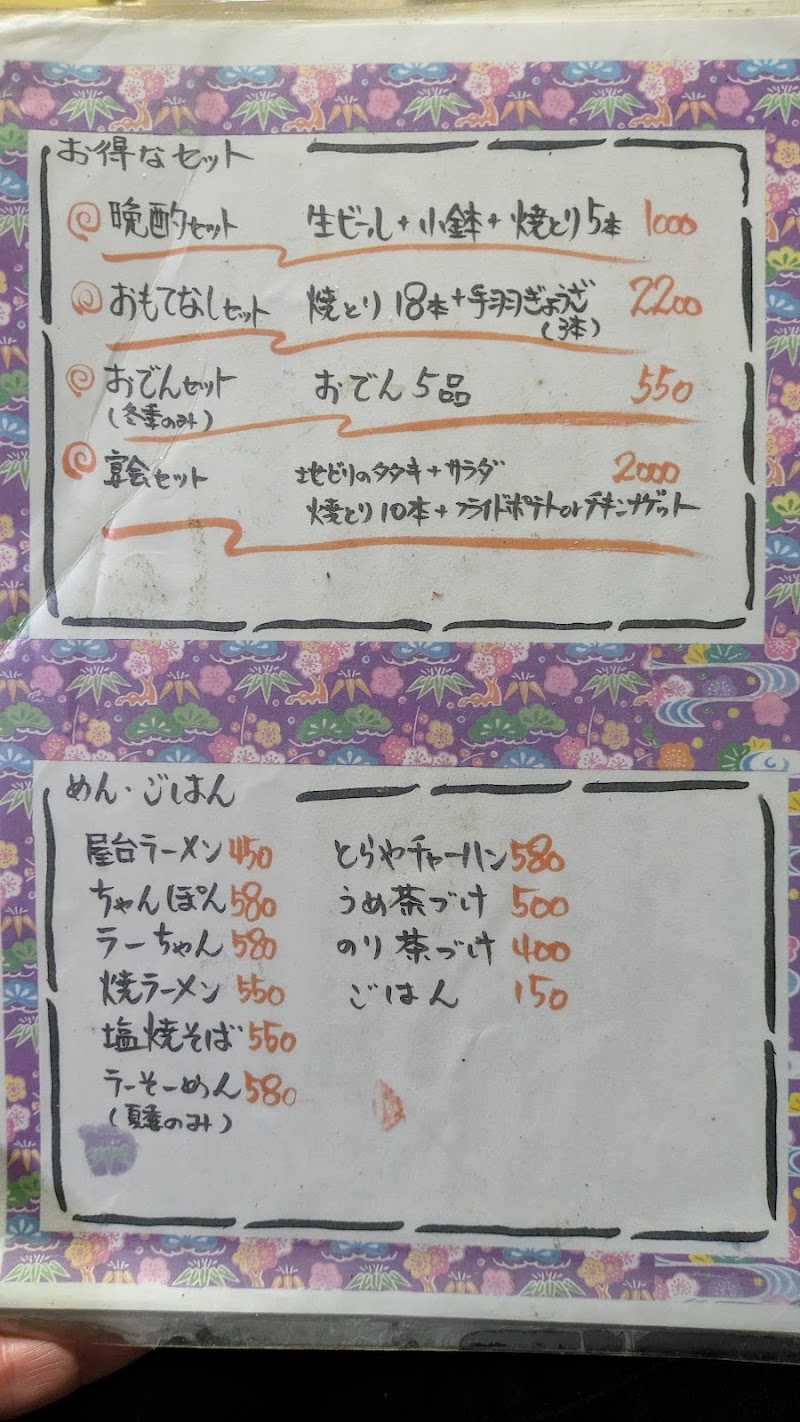 お得なセット
晩酌セット 生ビール+小鉢+焼とり5本 1000
おもてなしセット 焼とり18本+手羽ぎょうざ 2200
(3本)
おでんセット おでん5品 550
(冬季のみ)
宴会セット 地どりのタタキ+サラダ 2000
焼とり10本+フライドポテトorチキンナゲット
めん・ごはん
屋台ラーメン 450
ちゃんぽん 580
ラーちゃん 580
焼ラーメン 550
塩焼そば 550
ラーそーめん 580
(夏季のみ)
とらやチャーハン 580
うめ茶づけ 500
のり茶づけ 400
ごはん 150